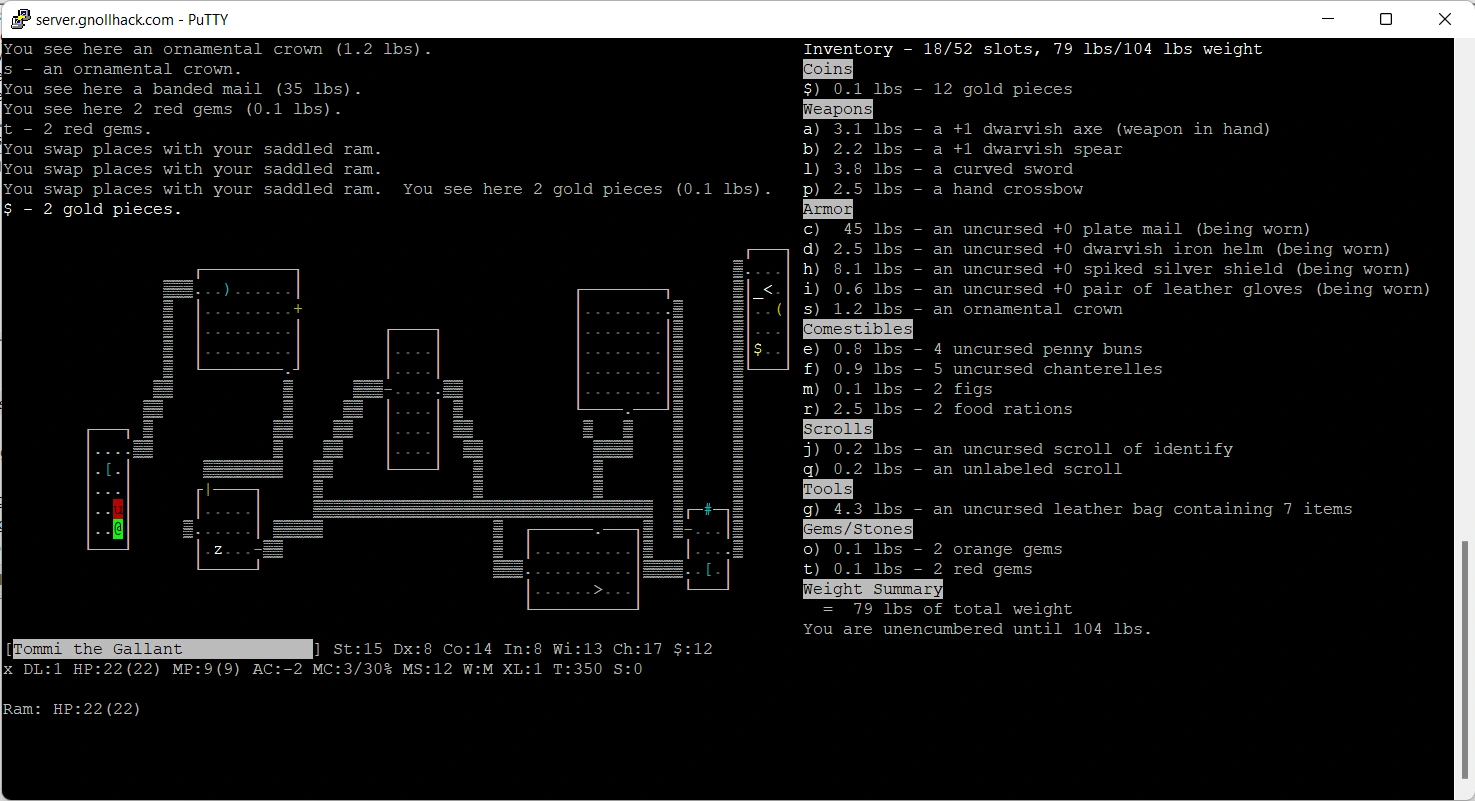 server.gnollhack.com - PuTTY
You see here an ornamental crown (1.2 lbs).
s - an ornamental crown.
You see here a banded mail (35 lbs).
You see here 2 red gems (0.1 lbs).
t - 2 red gems.
You swap places with your saddled ram.
You swap places with your saddled ram.
You swap places with your saddled ram.  You see here 2 gold pieces (0.1 lbs).
$ - 2 gold pieces.
[Tommi the Gallant] St:15 Dx:8 Co:14 In:8 Wi:13 Ch:17 $:12
x DL:1 HP:22(22) MP:9(9) AC:-2 MC:3/30% MS:12 W:M XL:1 T:350 S:0
Ram: HP:22(22)
Inventory - 18/52 slots, 79 lbs/104 lbs weight
Coins
$) 0.1 lbs - 12 gold pieces
Weapons
a) 3.1 lbs - a +1 dwarvish axe (weapon in hand)
b) 2.2 lbs - a +1 dwarvish spear
l) 3.8 lbs - a curved sword
p) 2.5 lbs - a hand crossbow
Armor
c)  45 lbs - an uncursed +0 plate mail (being worn)
d) 2.5 lbs - an uncursed +0 dwarvish iron helm (being worn)
h) 8.1 lbs - an uncursed +0 spiked silver shield (being worn)
i) 0.6 lbs - an uncursed +0 pair of leather gloves (being worn)
s) 1.2 lbs - an ornamental crown
Comestibles
e) 0.8 lbs - 4 uncursed penny buns
f) 0.9 lbs - 5 uncursed chanterelles
m) 0.1 lbs - 2 figs
r) 2.5 lbs - 2 food rations
Scrolls
j) 0.2 lbs - an uncursed scroll of identify
q) 0.2 lbs - an unlabeled scroll
Tools
g) 4.3 lbs - an uncursed leather bag containing 7 items
Gems/Stones
o) 0.1 lbs - 2 orange gems
t) 0.1 lbs - 2 red gems
Weight Summary
=  79 lbs of total weight
You are unencumbered until 104 lbs.